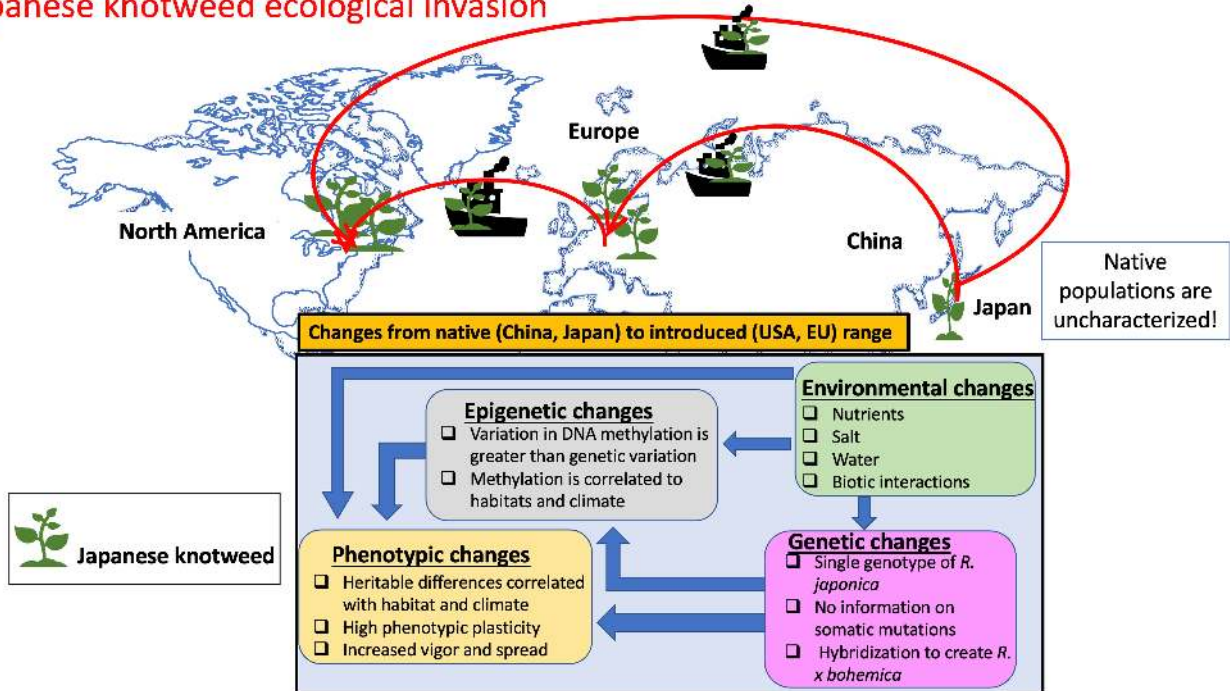 panese knotweed ecological invasion
Europe
North America
China
Japan
Native
populations are
uncharacterized!
Changes from native (China, Japan) to introduced (USA, EU) range
Environmental changes
❑ Nutrients
❑ Salt
❑ Water
❑ Biotic interactions
Epigenetic changes
❑ Variation in DNA methylation is
greater than genetic variation
❑ Methylation is correlated to
habitats and climate
Japanese knotweed
Phenotypic changes
❑ Heritable differences correlated
with habitat and climate
❑ High phenotypic plasticity
❑ Increased vigor and spread
Genetic changes
❑ Single genotype of R.
japonica
❑ No information on
somatic mutations
❑ Hybridization to create R.
x bohemica